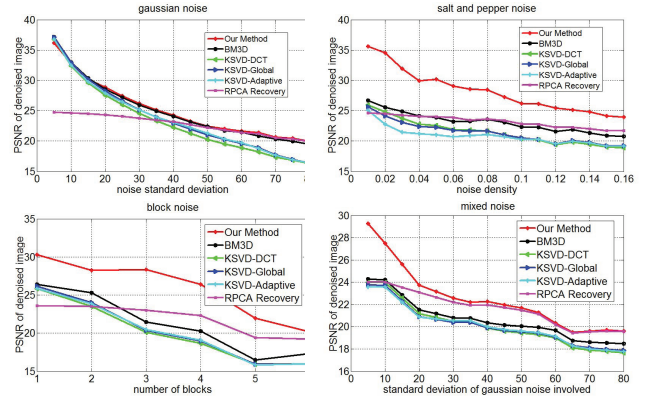 gaussian noise
PSNR of denoised image
40
35
30
25
20
15
0 10 20 30 40 50 60 70
noise standard deviation
Our Method
BM3D
KSVD-DCT
KSVD-Global
KSVD-Adaptive
RPCA Recovery
salt and pepper noise
PSNR of denoised image
40
35
30
25
20
15
0 0.02 0.04 0.06 0.08 0.1 0.12 0.14 0.16
noise density
Our Method
BM3D
KSVD-DCT
KSVD-Global
KSVD-Adaptive
RPCA Recovery
block noise
PSNR of denoised image
35
30
25
20
15
1 2 3 4 5
number of blocks
Our Method
BM3D
KSVD-DCT
KSVD-Global
KSVD-Adaptive
RPCA Recovery
mixed noise
PSNR of denoised image
30
28
26
24
22
20
18
16
0 10 20 30 40 50 60 70 80
standard deviation of gaussian noise involved
Our Method
BM3D
KSVD-DCT
KSVD-Global
KSVD-Adaptive
RPCA Recovery